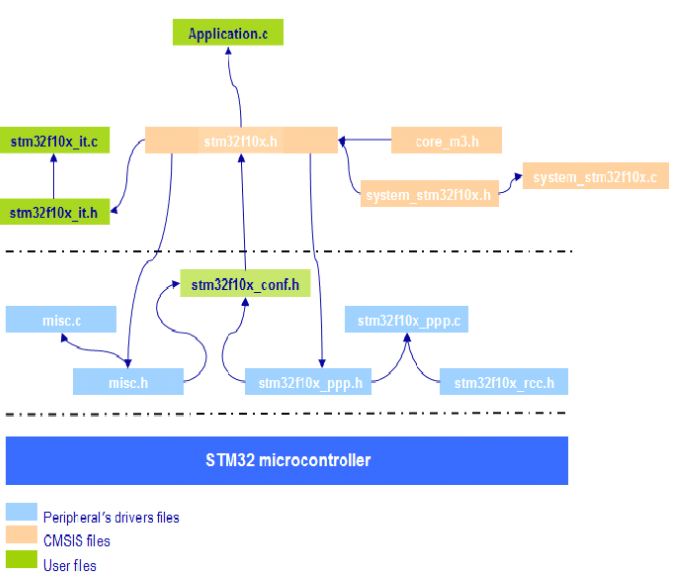 Application.c
stm32f10x_it.c
stm32f10x.h
core_m3.h
system_stm32f10x.c
system_stm32f10x.h
stm32f10x_it.h
stm32f10x_conf.h
misc.c
stm32f10x_ppp.c
misc.h
stm32f10x_ppp.h
stm32f10x_rcc.h
STM32 microcontroller
Peripheral's drivers files
CMSIS files
User files